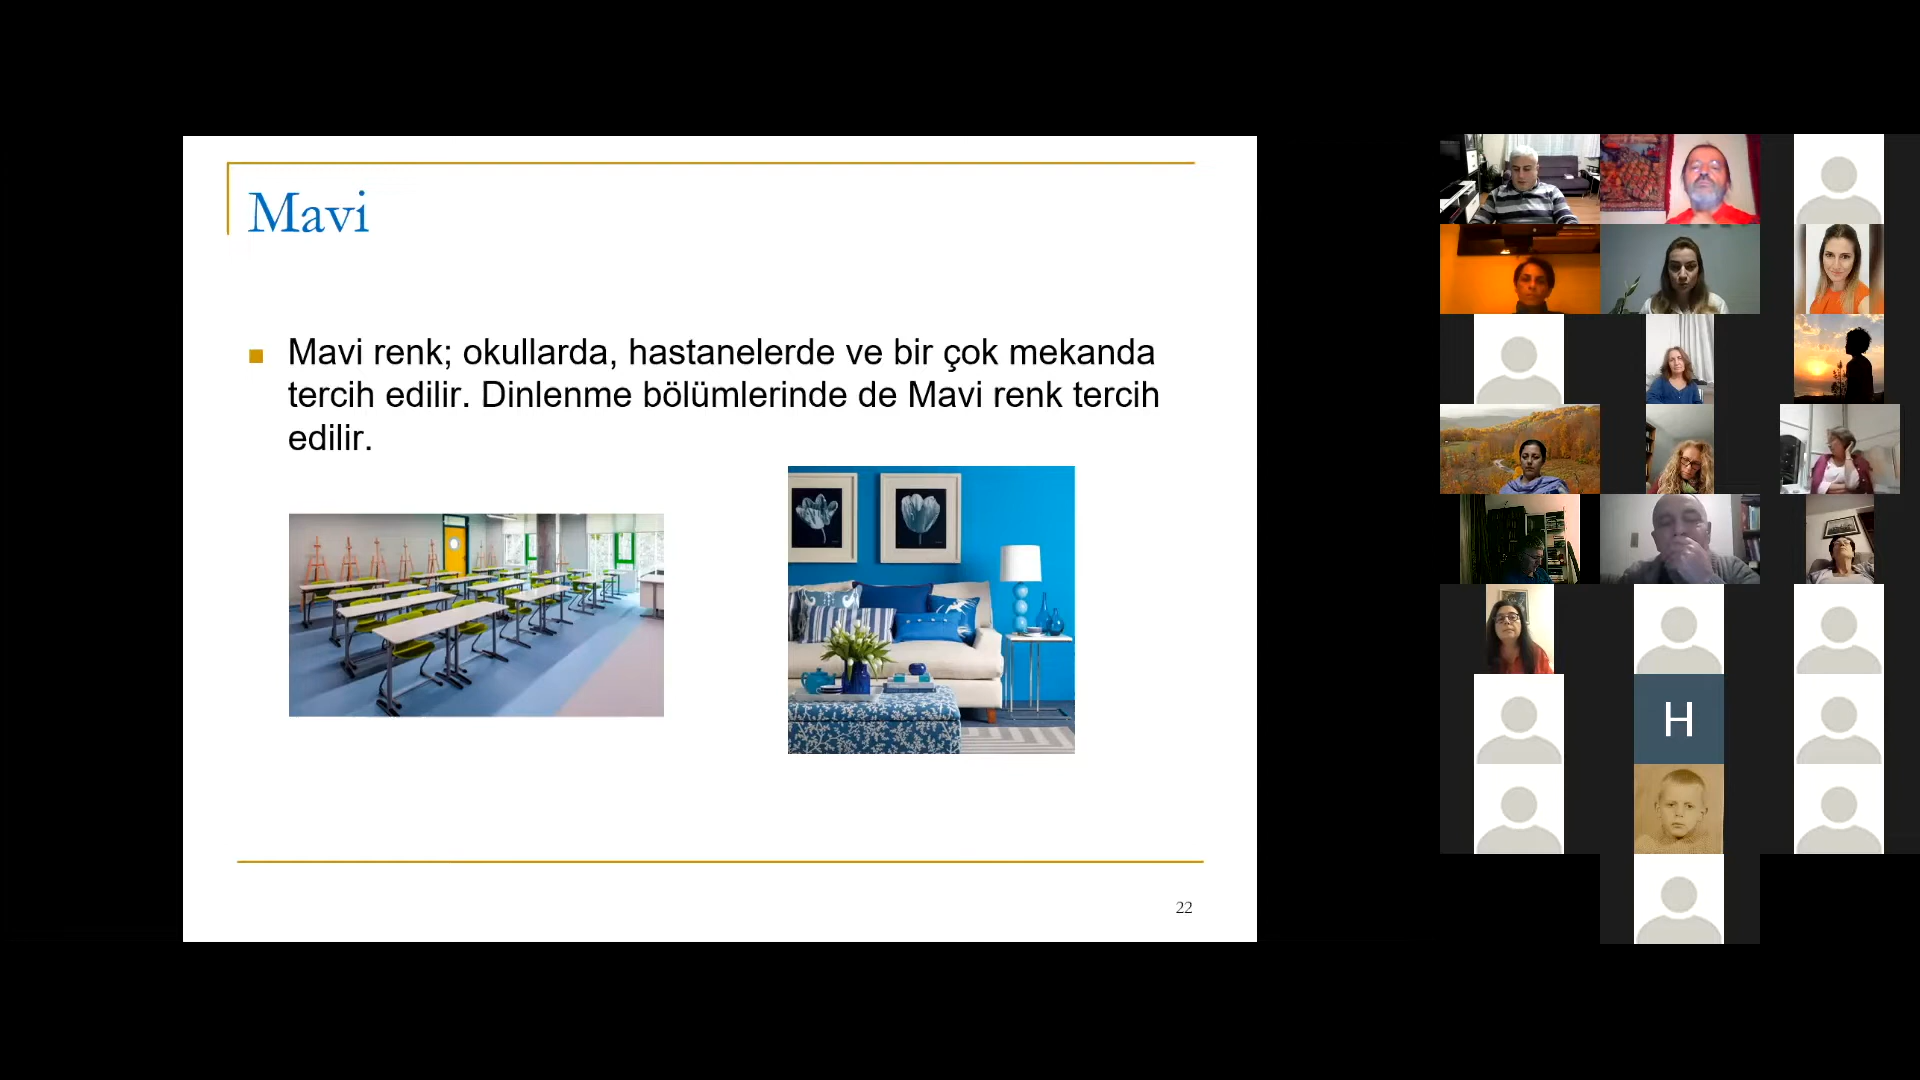 Mavi
Mavi renk; okullarda, hastanelerde ve bir çok mekanda
tercih edilir. Dinlenme bölümlerinde de Mavi renk tercih
edilir.
22
H